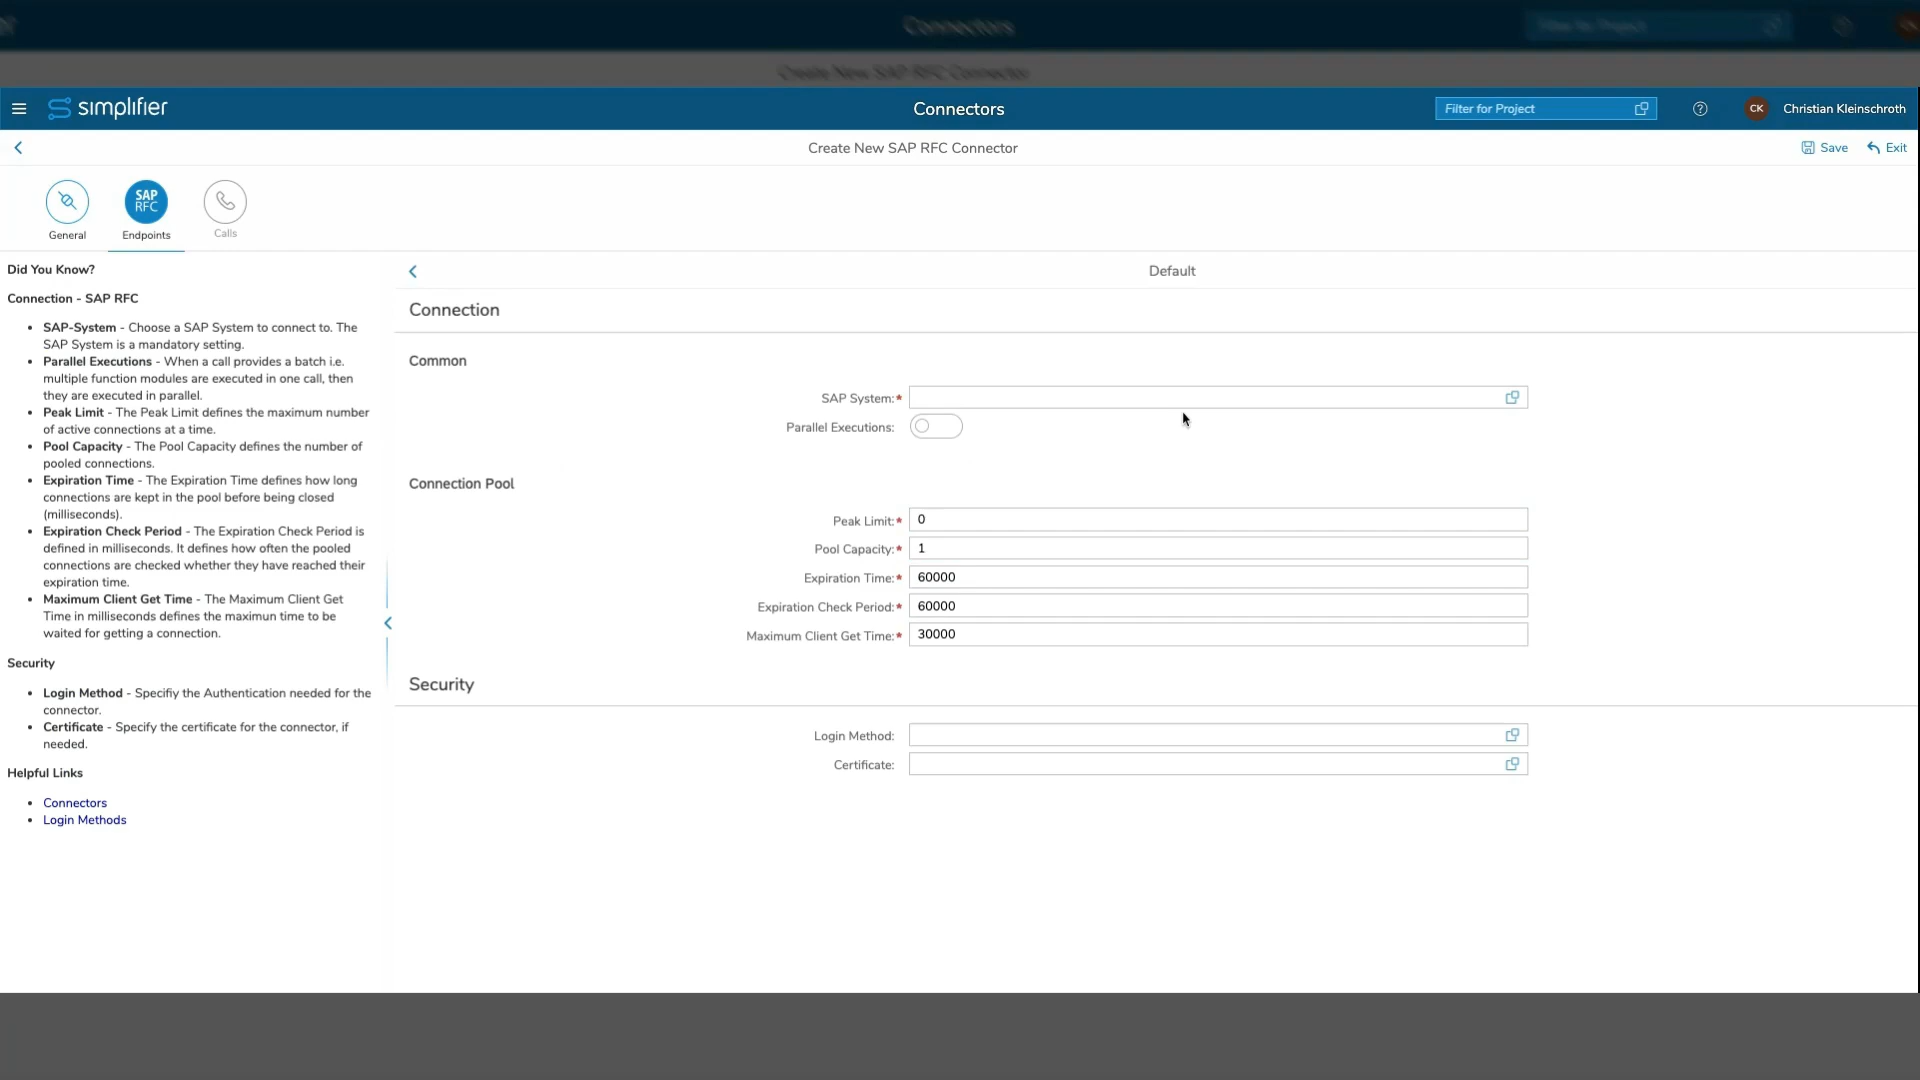 Connectors
Create New SAP RFC Connector
simplifier
Connectors
Filter for Project
CK
Christian Kleinschroth
Create New SAP RFC Connector
Save
Exit
SAP
RFC
General
Endpoints
Calls
Did You Know?
Connection - SAP RFC
SAP-System - Choose a SAP System to connect to. The
SAP System is a mandatory setting.
Parallel Executions - When a call provides a batch i.e.
multiple function modules are executed in one call, then
they are executed in parallel.
Peak Limit - The Peak Limit defines the maximum number
of active connections at a time.
Pool Capacity - The Pool Capacity defines the number of
pooled connections.
Expiration Time - The Expiration Time defines how long
connections are kept in the pool before being closed
(milliseconds).
Expiration Check Period - The Expiration Check Period is
defined in milliseconds. It defines how often the pooled
connections are checked whether they have reached their
expiration time.
Maximum Client Get Time - The Maximum Client Get
Time in milliseconds defines the maximun time to be
waited for getting a connection.
Security
Login Method - Specifiy the Authentication needed for the
connector.
Certificate - Specify the certificate for the connector, if
needed.
Helpful Links
Connectors
Login Methods
Default
Connection
Common
SAP System:*
Parallel Executions:
Connection Pool
Peak Limit:* 0
Pool Capacity:* 1
Expiration Time:* 60000
Expiration Check Period:* 60000
Maximum Client Get Time:* 30000
Security
Login Method:
Certificate: